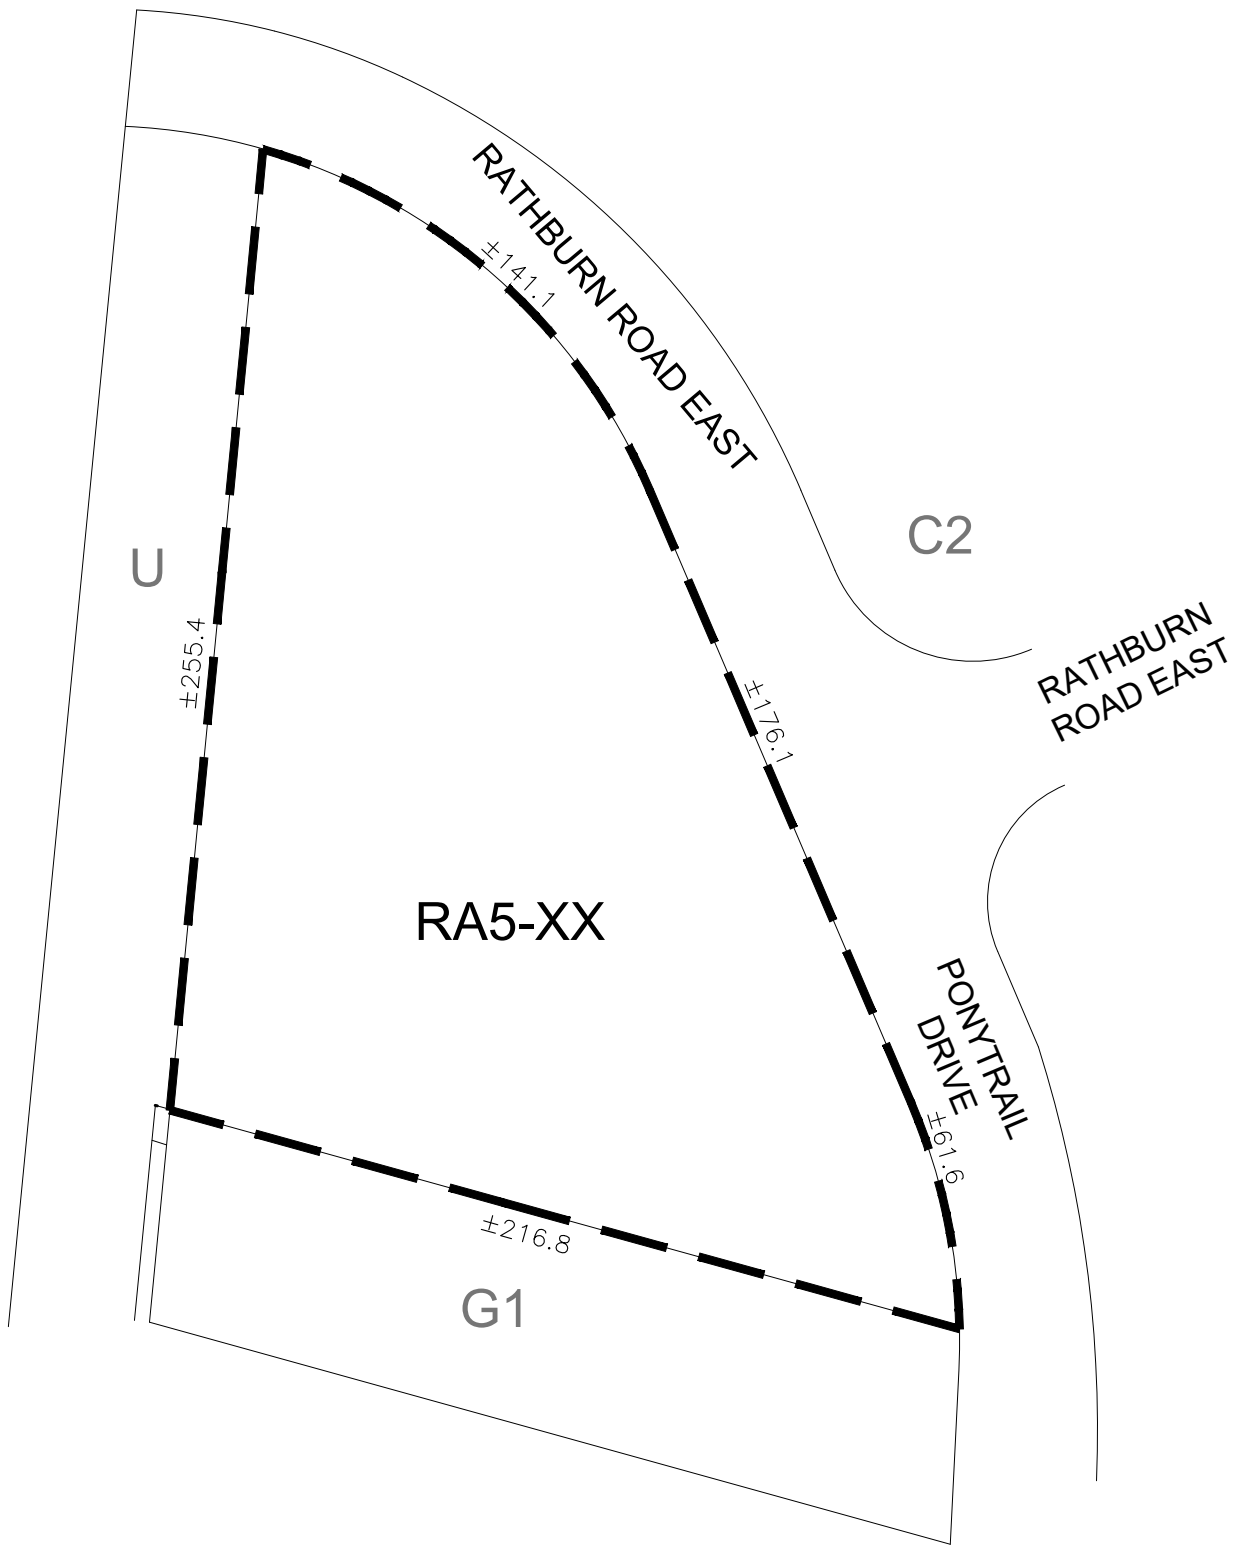 RATHBURN ROAD EAST
±141.1
C2
U
±255.4
RATHBURN
ROAD EAST
±176.1
RA5-XX
PONYTRAIL
DRIVE
±61.6
±216.8
G1